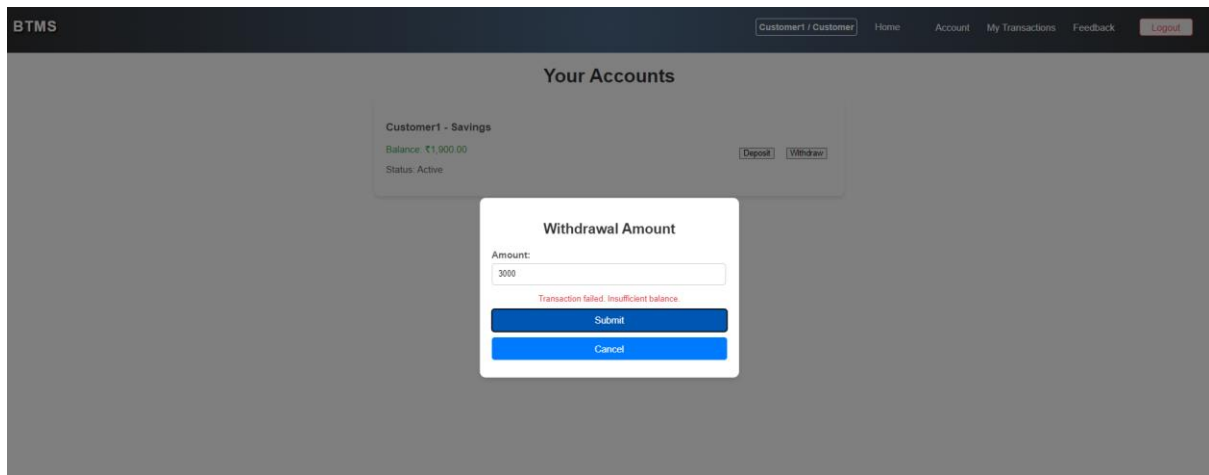 BTMS
Customer1 / Customer Home Account My Transactions Feedback Logout
Your Accounts
Customer1 - Savings
Balance: ₹1,900.00
Status: Active
Deposit Withdraw
Withdrawal Amount
Amount:
3000
Transaction failed. Insufficient balance.
Submit
Cancel